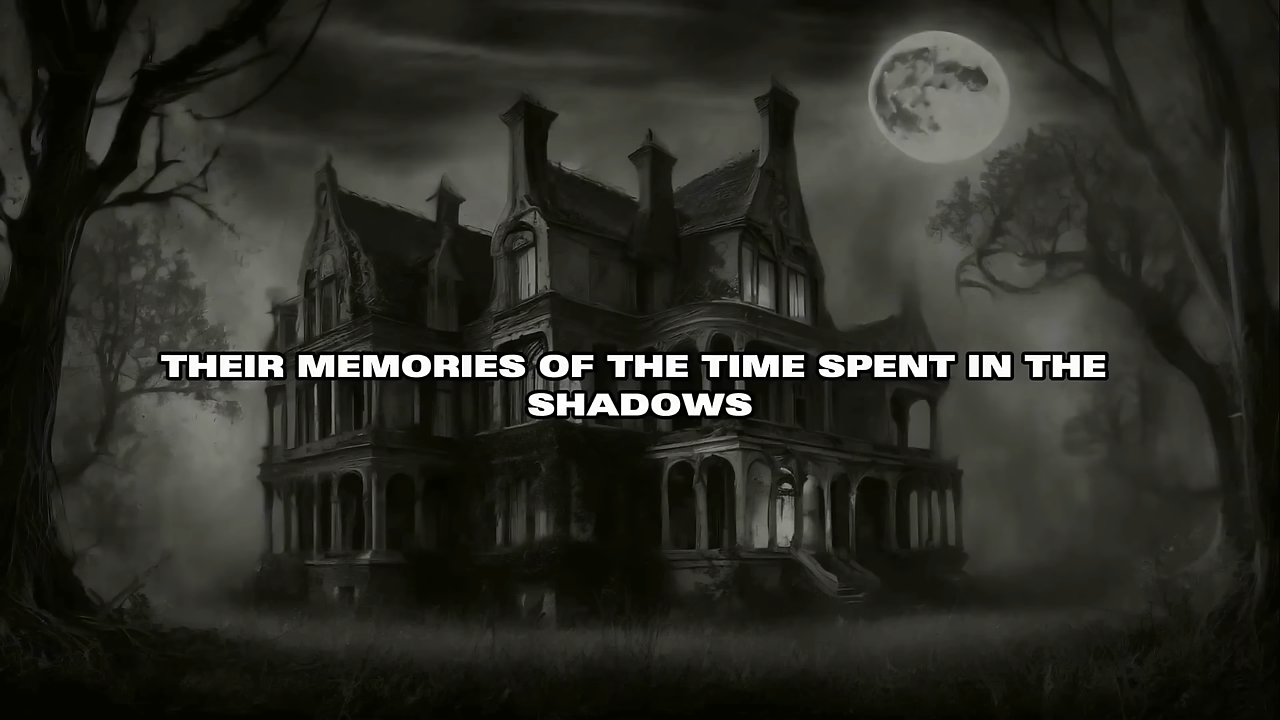 THEIR MEMORIES OF THE TIME SPENT IN THE
SHADOWS